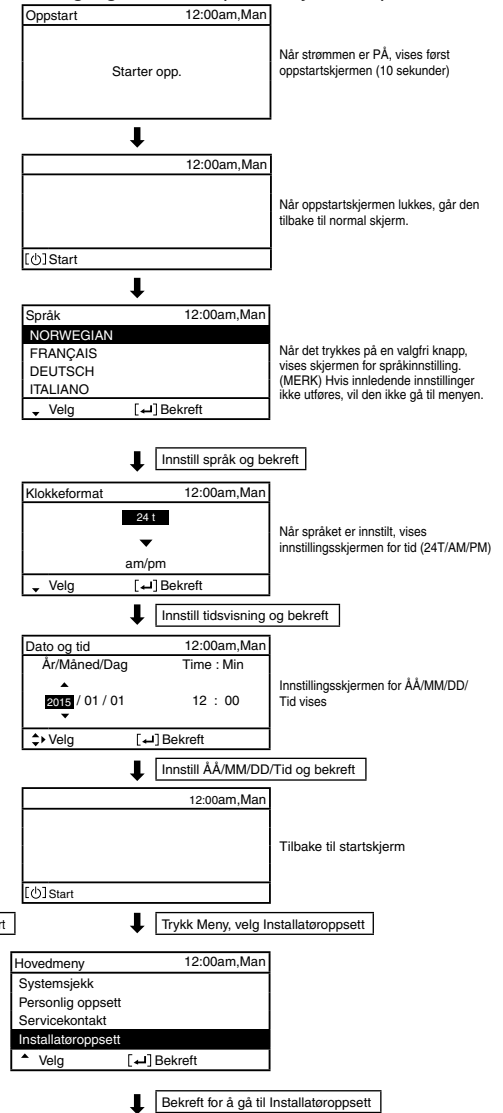 Oppstart 12:00am,Man
Starter opp.
Når strømmen er PÅ, vises først
oppstartskjermen (10 sekunder)
12:00am,Man
[⏻] Start
Når oppstartskjermen lukkes, går den
tilbake til normal skjerm.
Språk 12:00am,Man
NORWEGIAN
FRANÇAIS
DEUTSCH
ITALIANO
Velg [↵] Bekreft
Når det trykkes på en valgfri knapp,
vises skjermen for språkinnstilling.
(MERK) Hvis innledende innstillinger
ikke utføres, vil den ikke gå til menyen.
Innstill språk og bekreft
Klokkeformat 12:00am,Man
24 t
am/pm
Velg [↵] Bekreft
Når språket er innstilt, vises
innstillingsskjermen for tid (24T/AM/PM)
Innstill tidsvisning og bekreft
Dato og tid 12:00am,Man
År/Måned/Dag Time : Min
2015 / 01 / 01 12 : 00
Velg [↵] Bekreft
Innstillingsskjermen for ÅÅ/MM/DD/
Tid vises
Innstill ÅÅ/MM/DD/Tid og bekreft
12:00am,Man
[⏻] Start
Tilbake til startskjerm
Trykk Meny, velg Installatøroppsett
Hovedmeny 12:00am,Man
Systemsjekk
Personlig oppsett
Servicekontakt
Installatøroppsett
Velg [↵] Bekreft
Bekreft for å gå til Installatøroppsett